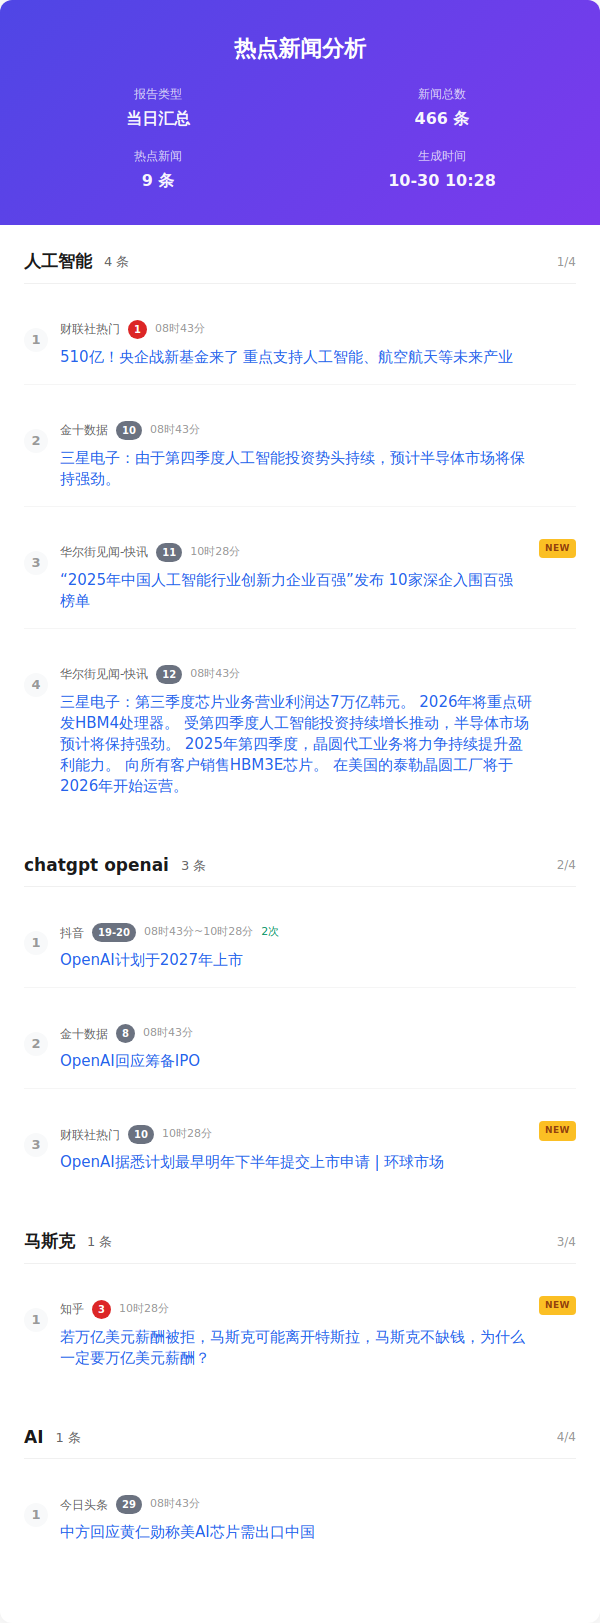 热点新闻分析
报告类型
新闻总数
当日汇总
466 条
热点新闻
生成时间
9 条
10-30 10:28
人工智能 4 条 1/4
1 财联社热门 1 08时43分
510亿！央企战新基金来了 重点支持人工智能、航空航天等未来产业
2 金十数据 10 08时43分
三星电子：由于第四季度人工智能投资势头持续，预计半导体市场将保
持强劲。
3 华尔街见闻-快讯 11 10时28分 NEW
“2025年中国人工智能行业创新力企业百强”发布 10家深企入围百强
榜单
4 华尔街见闻-快讯 12 08时43分
三星电子：第三季度芯片业务营业利润达7万亿韩元。 2026年将重点研
发HBM4处理器。 受第四季度人工智能投资持续增长推动，半导体市场
预计将保持强劲。 2025年第四季度，晶圆代工业务将力争持续提升盈
利能力。 向所有客户销售HBM3E芯片。 在美国的泰勒晶圆工厂将于
2026年开始运营。
chatgpt openai 3 条 2/4
1 抖音 19-20 08时43分~10时28分 2次
OpenAI计划于2027年上市
2 金十数据 8 08时43分
OpenAI回应筹备IPO
3 财联社热门 10 10时28分 NEW
OpenAI据悉计划最早明年下半年提交上市申请 | 环球市场
马斯克 1 条 3/4
1 知乎 3 10时28分 NEW
若万亿美元薪酬被拒，马斯克可能离开特斯拉，马斯克不缺钱，为什么
一定要万亿美元薪酬？
AI 1 条 4/4
1 今日头条 29 08时43分
中方回应黄仁勋称美AI芯片需出口中国